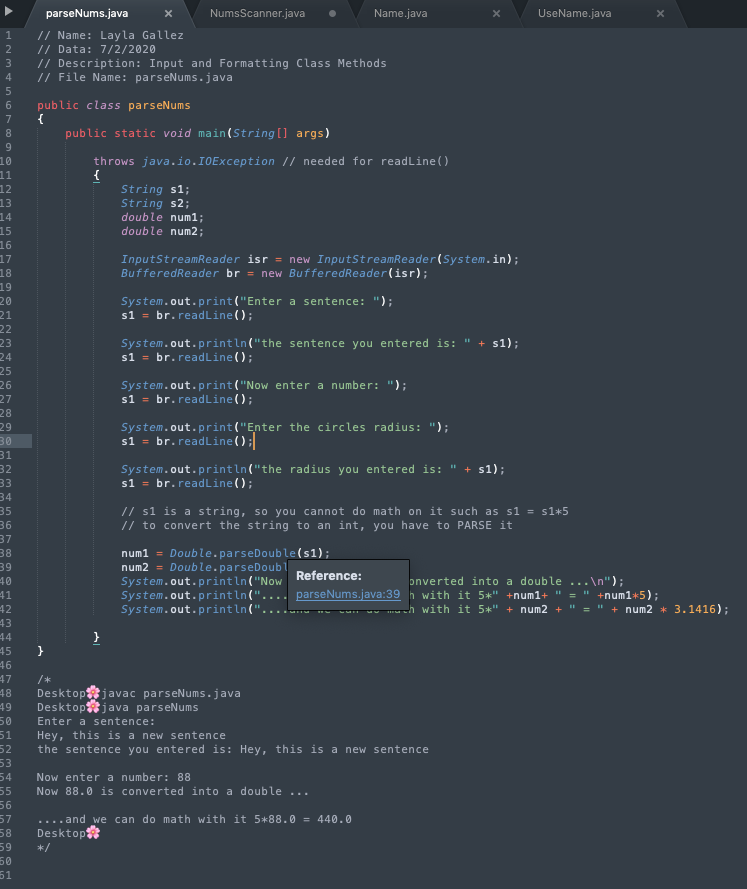 parseNums.java × NumsScanner.java Name.java × UseName.java ×
1 // Name: Layla Gallez
2 // Data: 7/2/2020
3 // Description: Input and Formatting Class Methods
4 // File Name: parseNums.java
5
6 public class parseNums
7 {
8 public static void main(String[] args)
9
10 throws java.io.IOException // needed for readLine()
11 {
12 String s1;
13 String s2;
14 double num1;
15 double num2;
16
17 InputStreamReader isr = new InputStreamReader(System.in);
18 BufferedReader br = new BufferedReader(isr);
19
20 System.out.print("Enter a sentence: ");
21 s1 = br.readLine();
22
23 System.out.println("the sentence you entered is: " + s1);
24 s1 = br.readLine();
25
26 System.out.print("Now enter a number: ");
27 s1 = br.readLine();
28
29 System.out.print("Enter the circles radius: ");
30 s1 = br.readLine();
31
32 System.out.println("the radius you entered is: " + s1);
33 s1 = br.readLine();
34
35 // s1 is a string, so you cannot do math on it such as s1 = s1*5
36 // to convert the string to an int, you have to PARSE it
37
38 num1 = Double.parseDouble(s1);
39 num2 = Double.parseDoubl
Reference:
parseNums.java:39
40 System.out.println("Now onverted into a double ...\n");
41 System.out.println(".... h with it 5*" +num1+ " = " +num1*5);
42 System.out.println("....and we can do math with it 5*" + num2 + " = " + num2 * 3.1416);
43
44 }
45 }
46
47 /*
48 Desktop🌸javac parseNums.java
49 Desktop🌸java parseNums
50 Enter a sentence:
51 Hey, this is a new sentence
52 the sentence you entered is: Hey, this is a new sentence
53
54 Now enter a number: 88
55 Now 88.0 is converted into a double ...
56
57 ....and we can do math with it 5*88.0 = 440.0
58 Desktop🌸
59 */
60
61